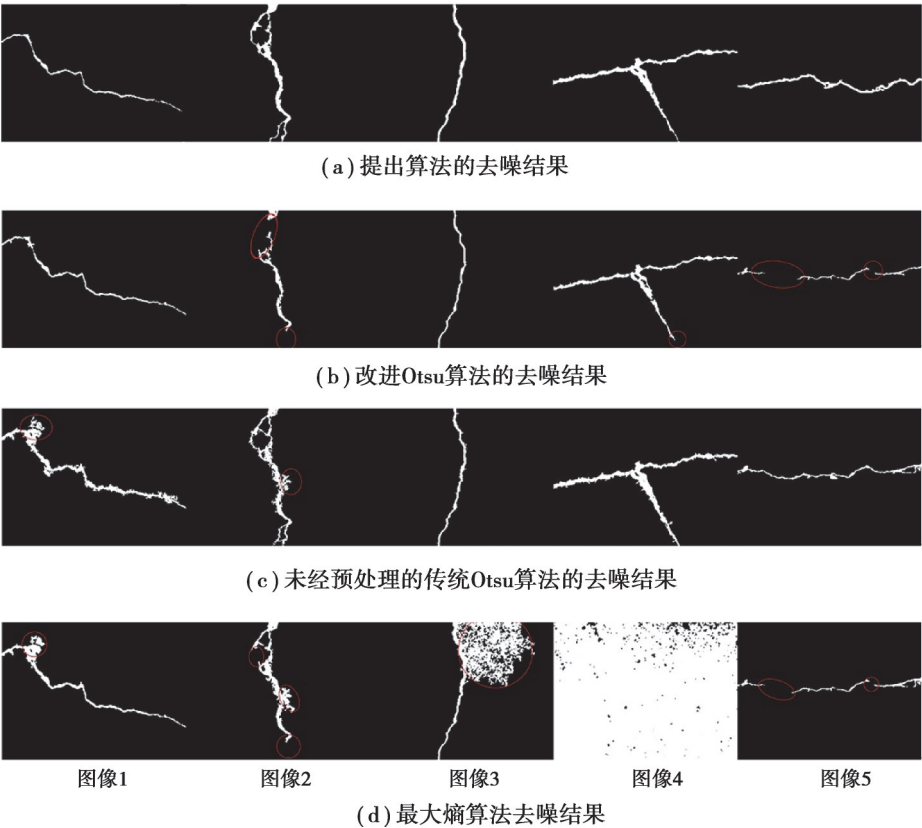 (a)提出算法的去噪结果
(b)改进Otsu算法的去噪结果
(c)未经预处理的传统Otsu算法的去噪结果
图像1 图像2 图像3 图像4 图像5
(d)最大熵算法去噪结果